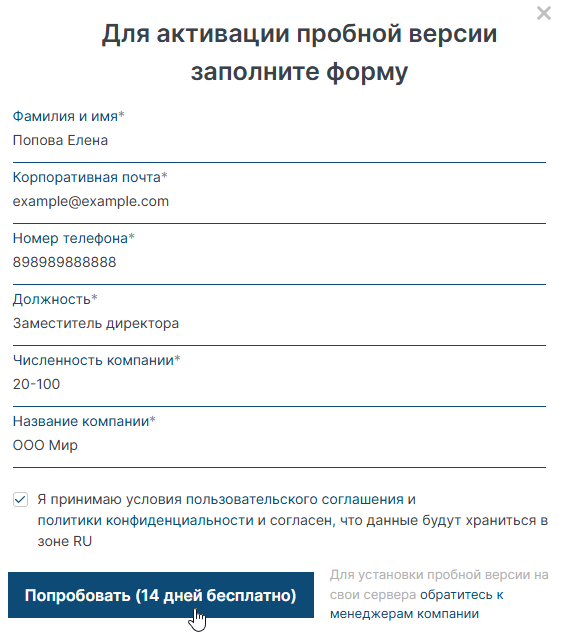 Для активации пробной версии
заполните форму
Фамилия и имя*
Попова Елена
Корпоративная почта*
example@example.com
Номер телефона*
898989888888
Должность*
Заместитель директора
Численность компании*
20-100
Название компании*
ООО Мир
Я принимаю условия пользовательского соглашения и
политики конфиденциальности и согласен, что данные будут храниться в
зоне RU
Попробовать (14 дней бесплатно)
Для установки пробной версии на
свои сервера обратитесь к
менеджерам компании